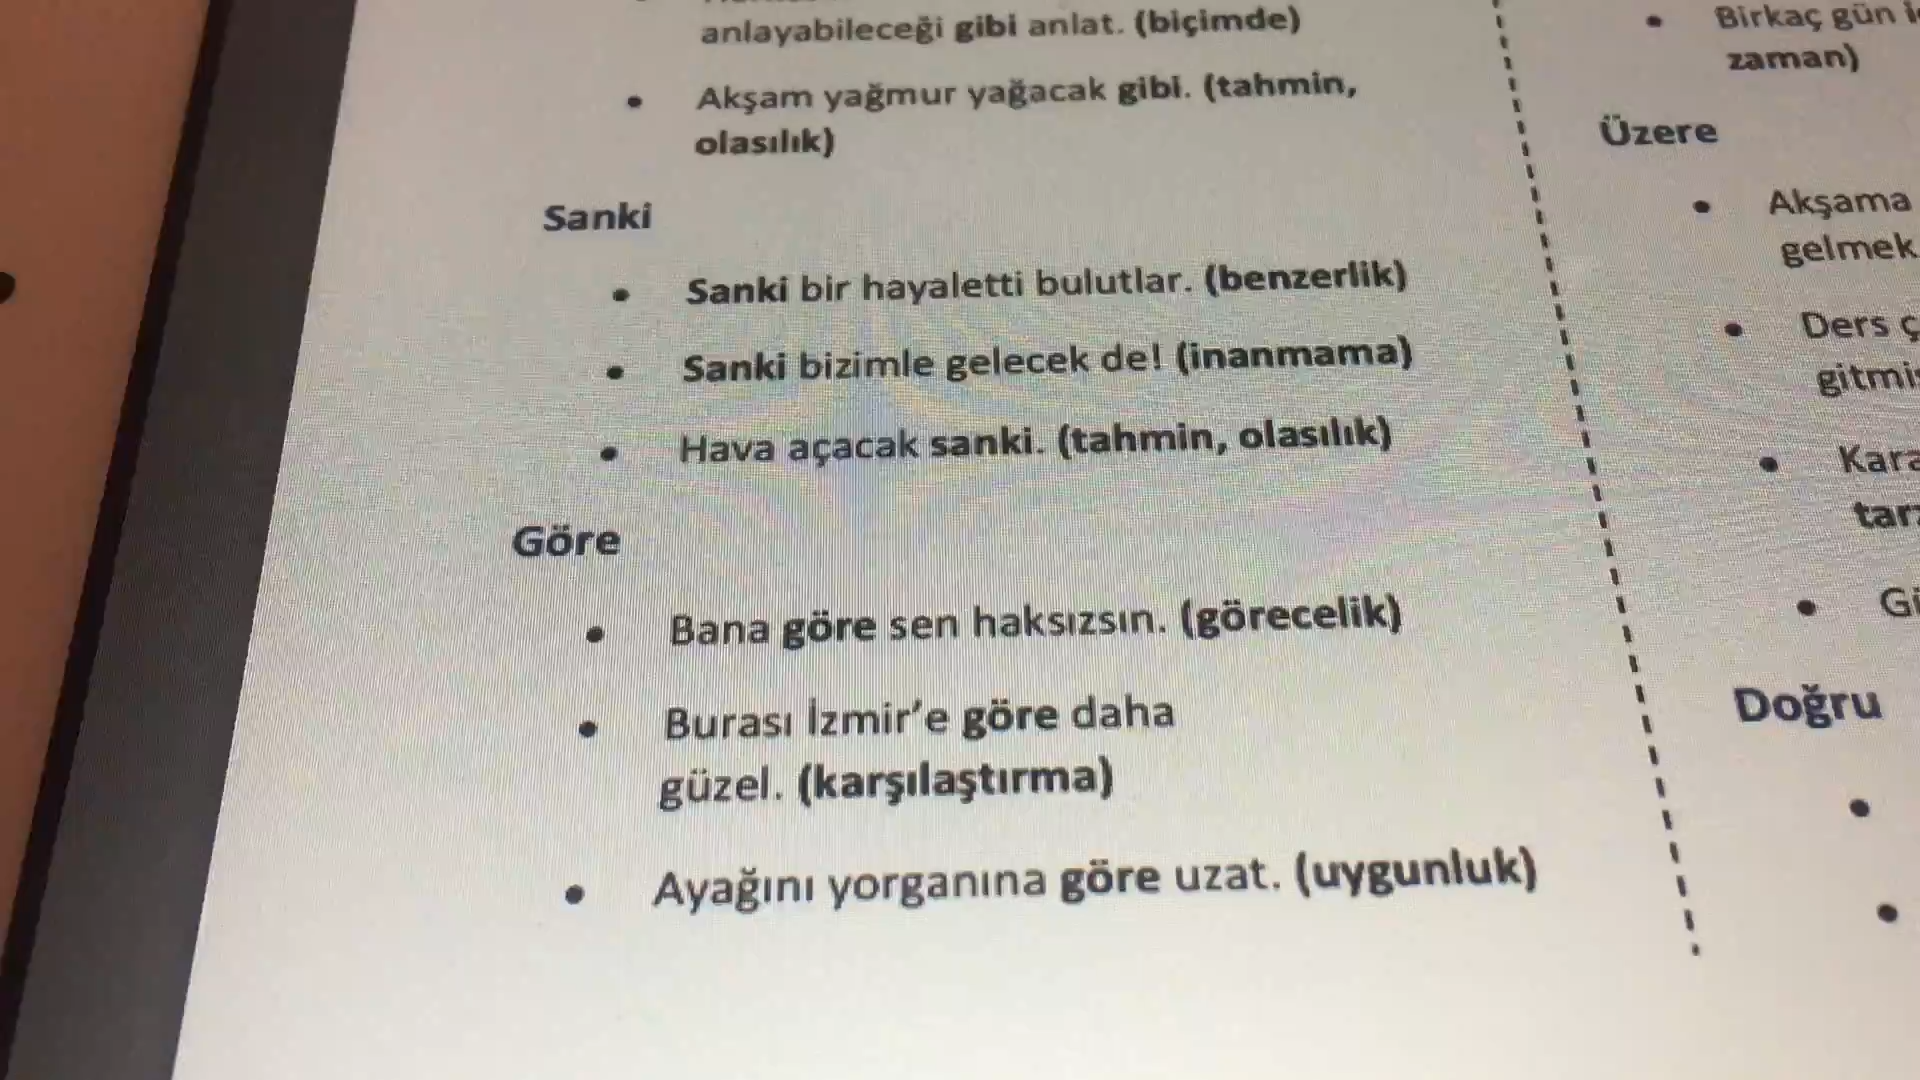 anlayabileceği gibi anlat. (biçimde)
• Akşam yağmur yağacak gibi. (tahmin,
olasılık)
Sanki
• Sanki bir hayaletti bulutlar. (benzerlik)
• Sanki bizimle gelecek de! (inanmama)
• Hava açacak sanki. (tahmin, olasılık)
Göre
• Bana göre sen haksızsın. (görecelik)
• Burası İzmir’e göre daha
güzel. (karşılaştırma)
• Ayağını yorganına göre uzat. (uygunluk)
• Birkaç gün
zaman)
Üzere
• Akşama
gelmek
• Ders
•
•
Doğru
•
•